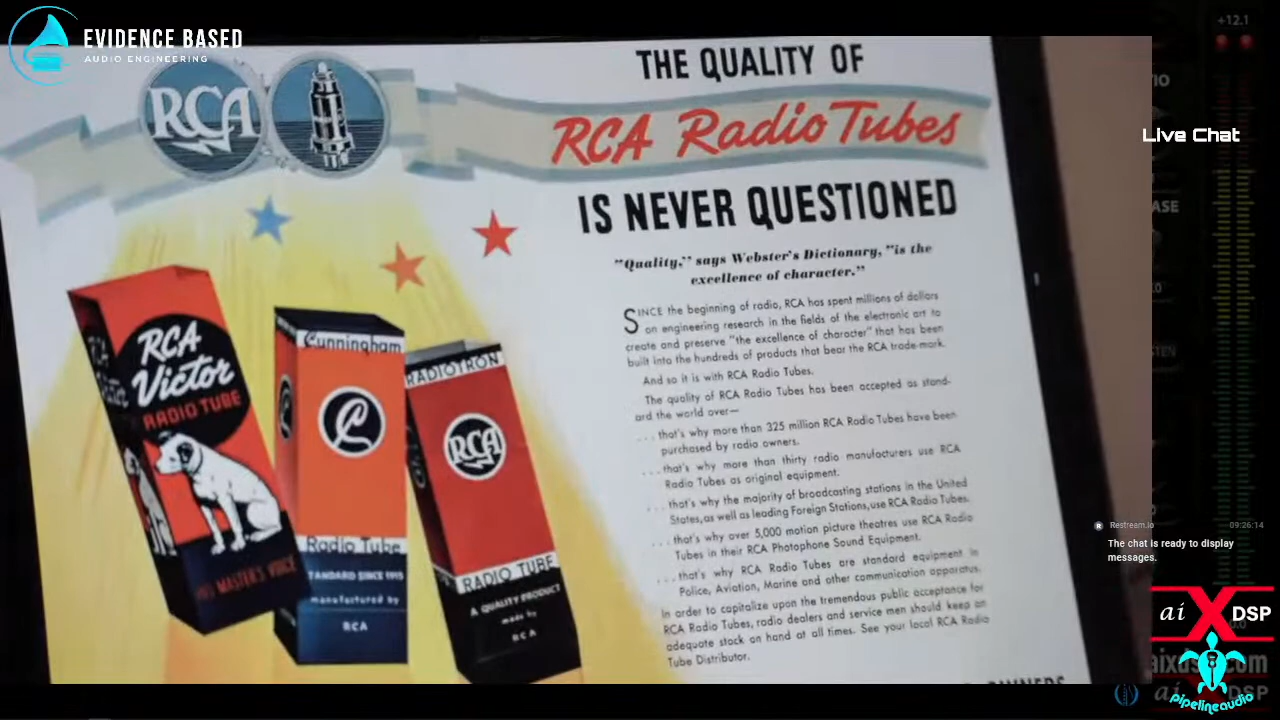 EVIDENCE BASED
AUDIO ENGINEERING
RCA
THE QUALITY OF
RCA Radio Tubes
IS NEVER QUESTIONED
"Quality," says Webster's Dictionary, "is the
excellence of character."
SINCE the beginning of radio, RCA has spent millions of dollars
on engineering research in the fields of the electronic art to
create and preserve "the excellence of character" that has been
built into the hundreds of products that bear the RCA trade-mark.
And so it is with RCA Radio Tubes.
The quality of RCA Radio Tubes has been accepted as stand-
ard the world over—
. . . that's why more than 325 million RCA Radio Tubes have been
purchased by radio owners.
. . . that's why more than thirty radio manufacturers use RCA
Radio Tubes as original equipment.
. . . that's why the majority of broadcasting stations in the United
States, as well as leading Foreign Stations, use RCA Radio Tubes.
. . . that's why over 5,000 motion picture theatres use RCA Radio
Tubes in their RCA Photophone Sound Equipment.
. . . that's why RCA Radio Tubes are standard equipment in
Police, Aviation, Marine and other communication apparatus.
In order to capitalize upon the tremendous public acceptance for
RCA Radio Tubes, radio dealers and service men should keep an
adequate stock on hand at all times. See your local RCA Radio
Tube Distributor.
RCA
Victor
RADIO TUBE
HIS MASTER'S VOICE
Cunningham
C
Radio Tube
STANDARD SINCE 1915
manufactured by
RCA
RADIOTRON
RCA
RADIO TUBE
A QUALITY PRODUCT
made by
RCA
+12.1
Live Chat
Restream.io 09:26:14
The chat is ready to display
messages.
ai X DSP
aixdsp.com
ai DSP
pipelineaudio